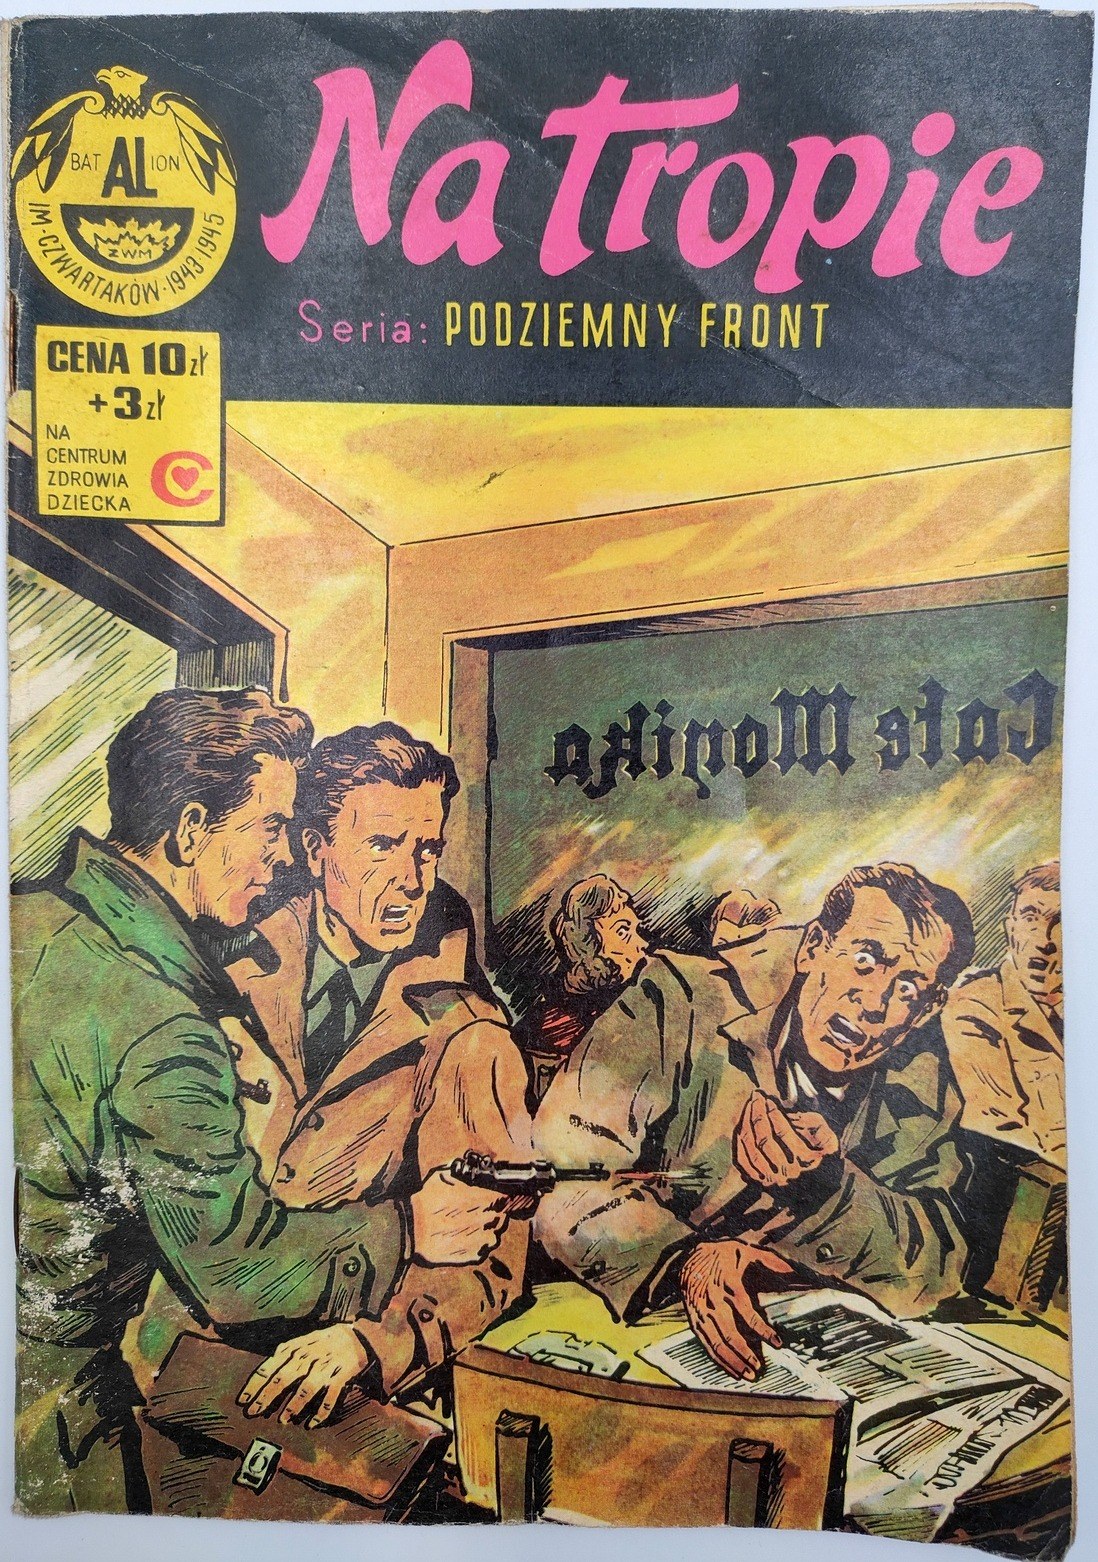 Na tropie
Seria: PODZIEMNY FRONT
BAT AL ION
ZWM
IM·CZWARTAKÓW·1943·1945
CENA 10 zł
+3 zł
NA
CENTRUM
ZDROWIA
DZIECKA
Cafe Monika